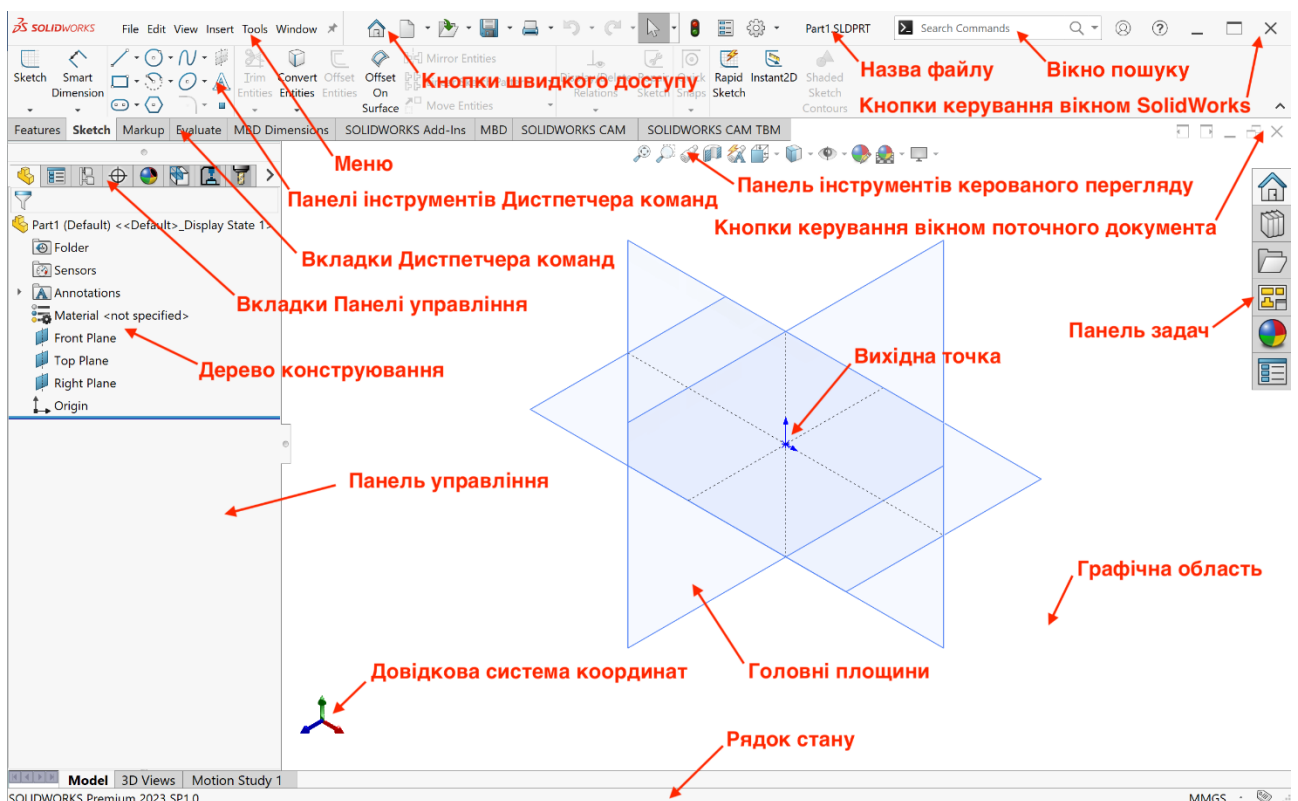 SOLIDWORKS File Edit View Insert Tools Window Part1.SLDPRT Search Commands
Sketch Smart Dimension Trim Entities Convert Entities Offset Entities Offset On Surface Mirror Entities Move Entities Relations Sketch Snaps Rapid Sketch Instant2D Shaded Sketch Contours
Кнопки швидкого доступу
Назва файлу
Вікно пошуку
Кнопки керування вікном SolidWorks
Features Sketch Markup Evaluate MBD Dimensions SOLIDWORKS Add-Ins MBD SOLIDWORKS CAM SOLIDWORKS CAM TBM
Меню
Панелі інструментів Дистпетчера команд
Панель інструментів керованого перегляду
Кнопки керування вікном поточного документа
Part1 (Default) <<Default>_Display State 1>
Folder
Sensors
Вкладки Дистпетчера команд
Annotations
Вкладки Панелі управління
Material <not specified>
Front Plane
Панель задач
Top Plane
Вихідна точка
Дерево конструювання
Right Plane
Origin
Панель управління
Графічна область
Довідкова система координат
Головні площини
Рядок стану
Model 3D Views Motion Study 1
SOLIDWORKS Premium 2023 SP1.0 MMGS